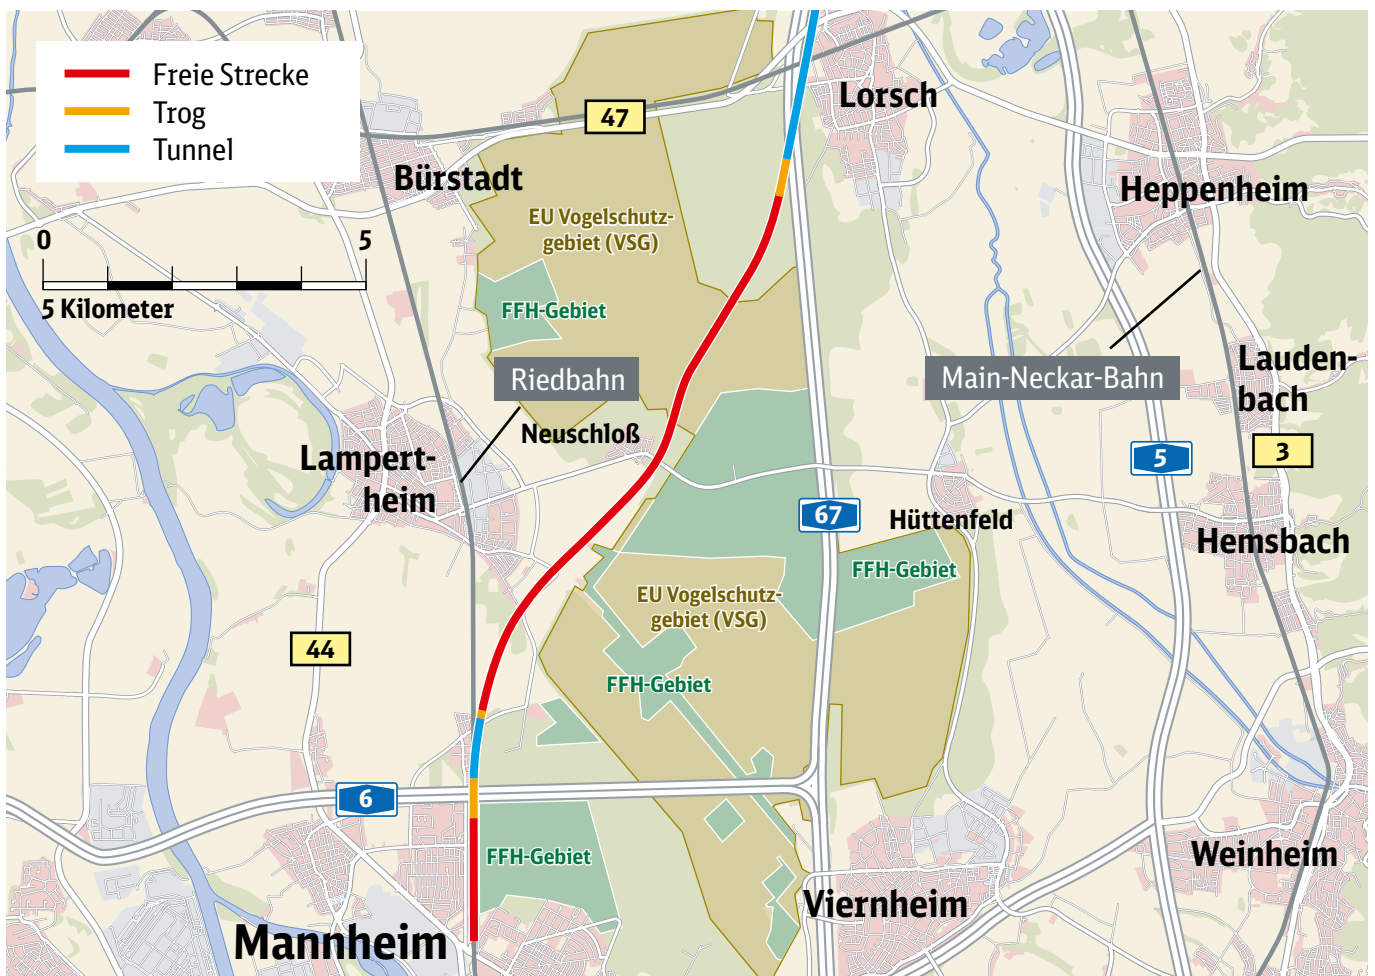 Freie Strecke
Trog
Tunnel
47
Lorsch
Bürstadt
Heppenheim
0
5
5 Kilometer
EU Vogelschutz-
gebiet (VSG)
FFH-Gebiet
Riedbahn
Main-Neckar-Bahn
Lauden-
bach
Neuschloß
Lampert-
heim
5
3
67
Hüttenfeld
Hemsbach
FFH-Gebiet
EU Vogelschutz-
gebiet (VSG)
44
FFH-Gebiet
6
FFH-Gebiet
Weinheim
Viernheim
Mannheim